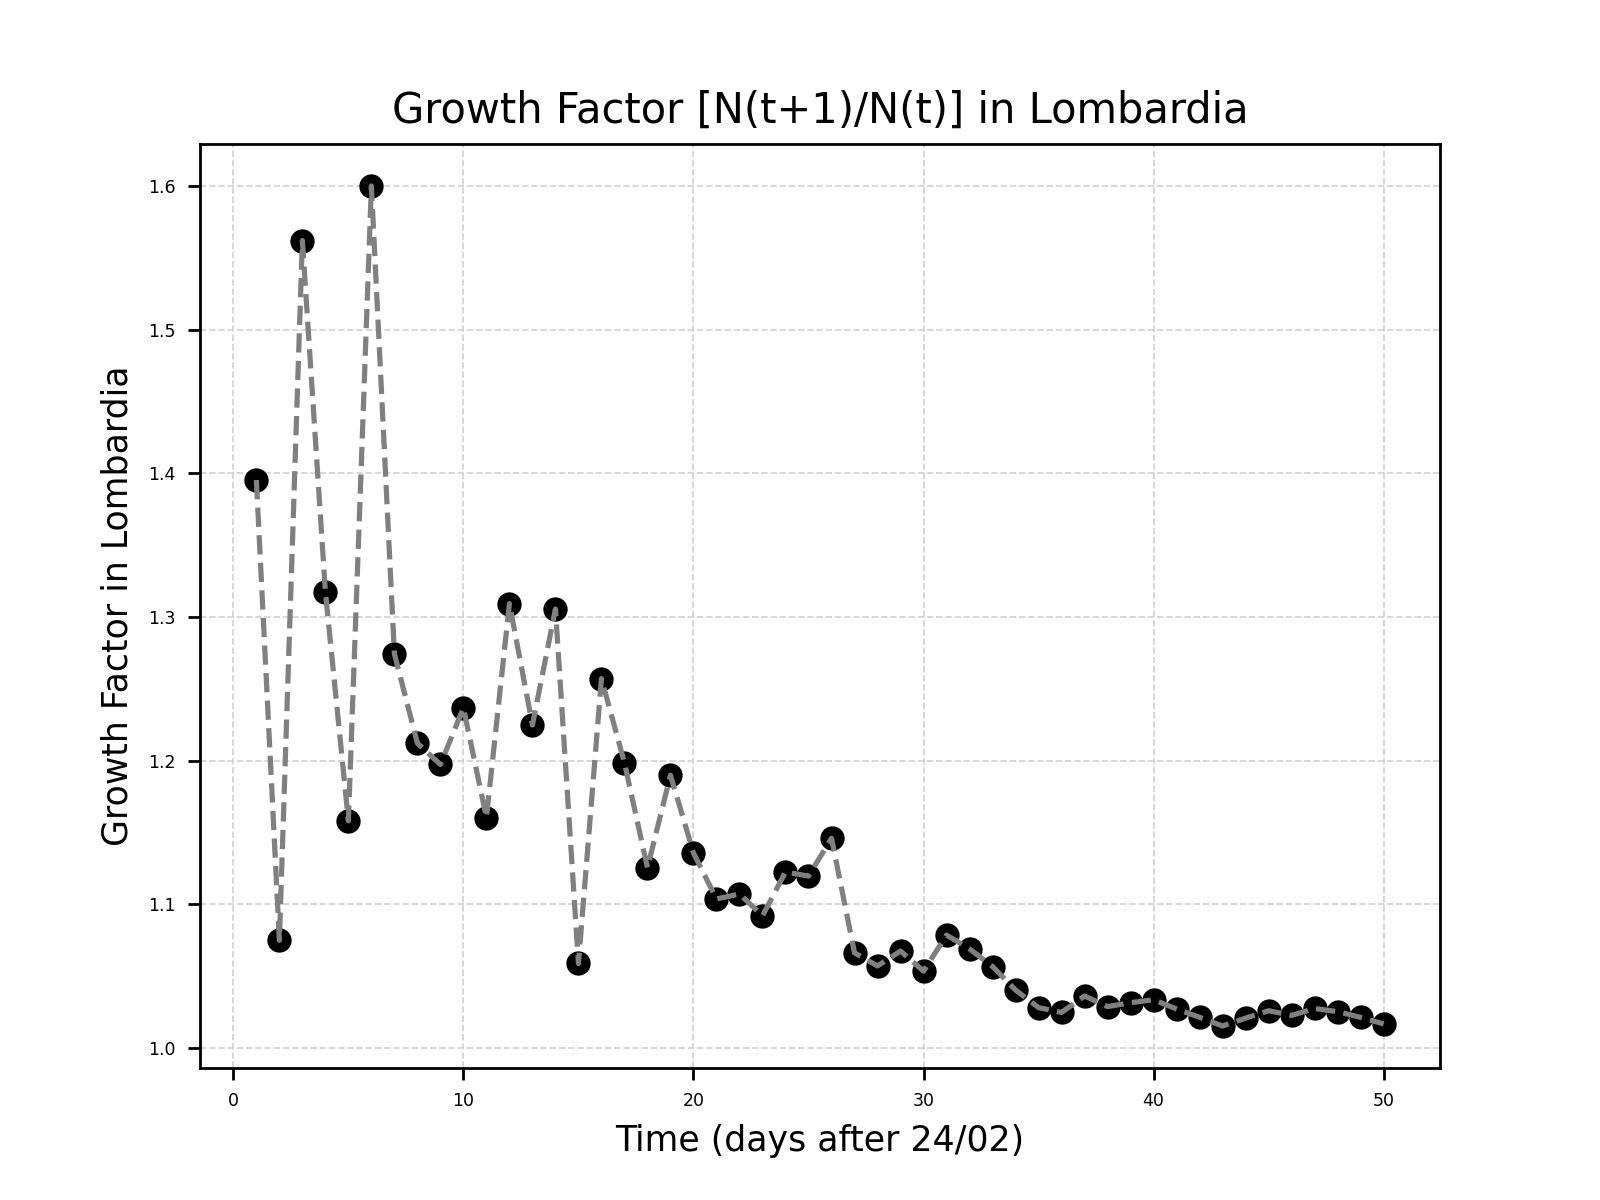 Growth Factor [N(t+1)/N(t)] in Lombardia
Growth Factor in Lombardia
1.6
1.5
1.4
1.3
1.2
1.1
1.0
0 10 20 30 40 50
Time (days after 24/02)